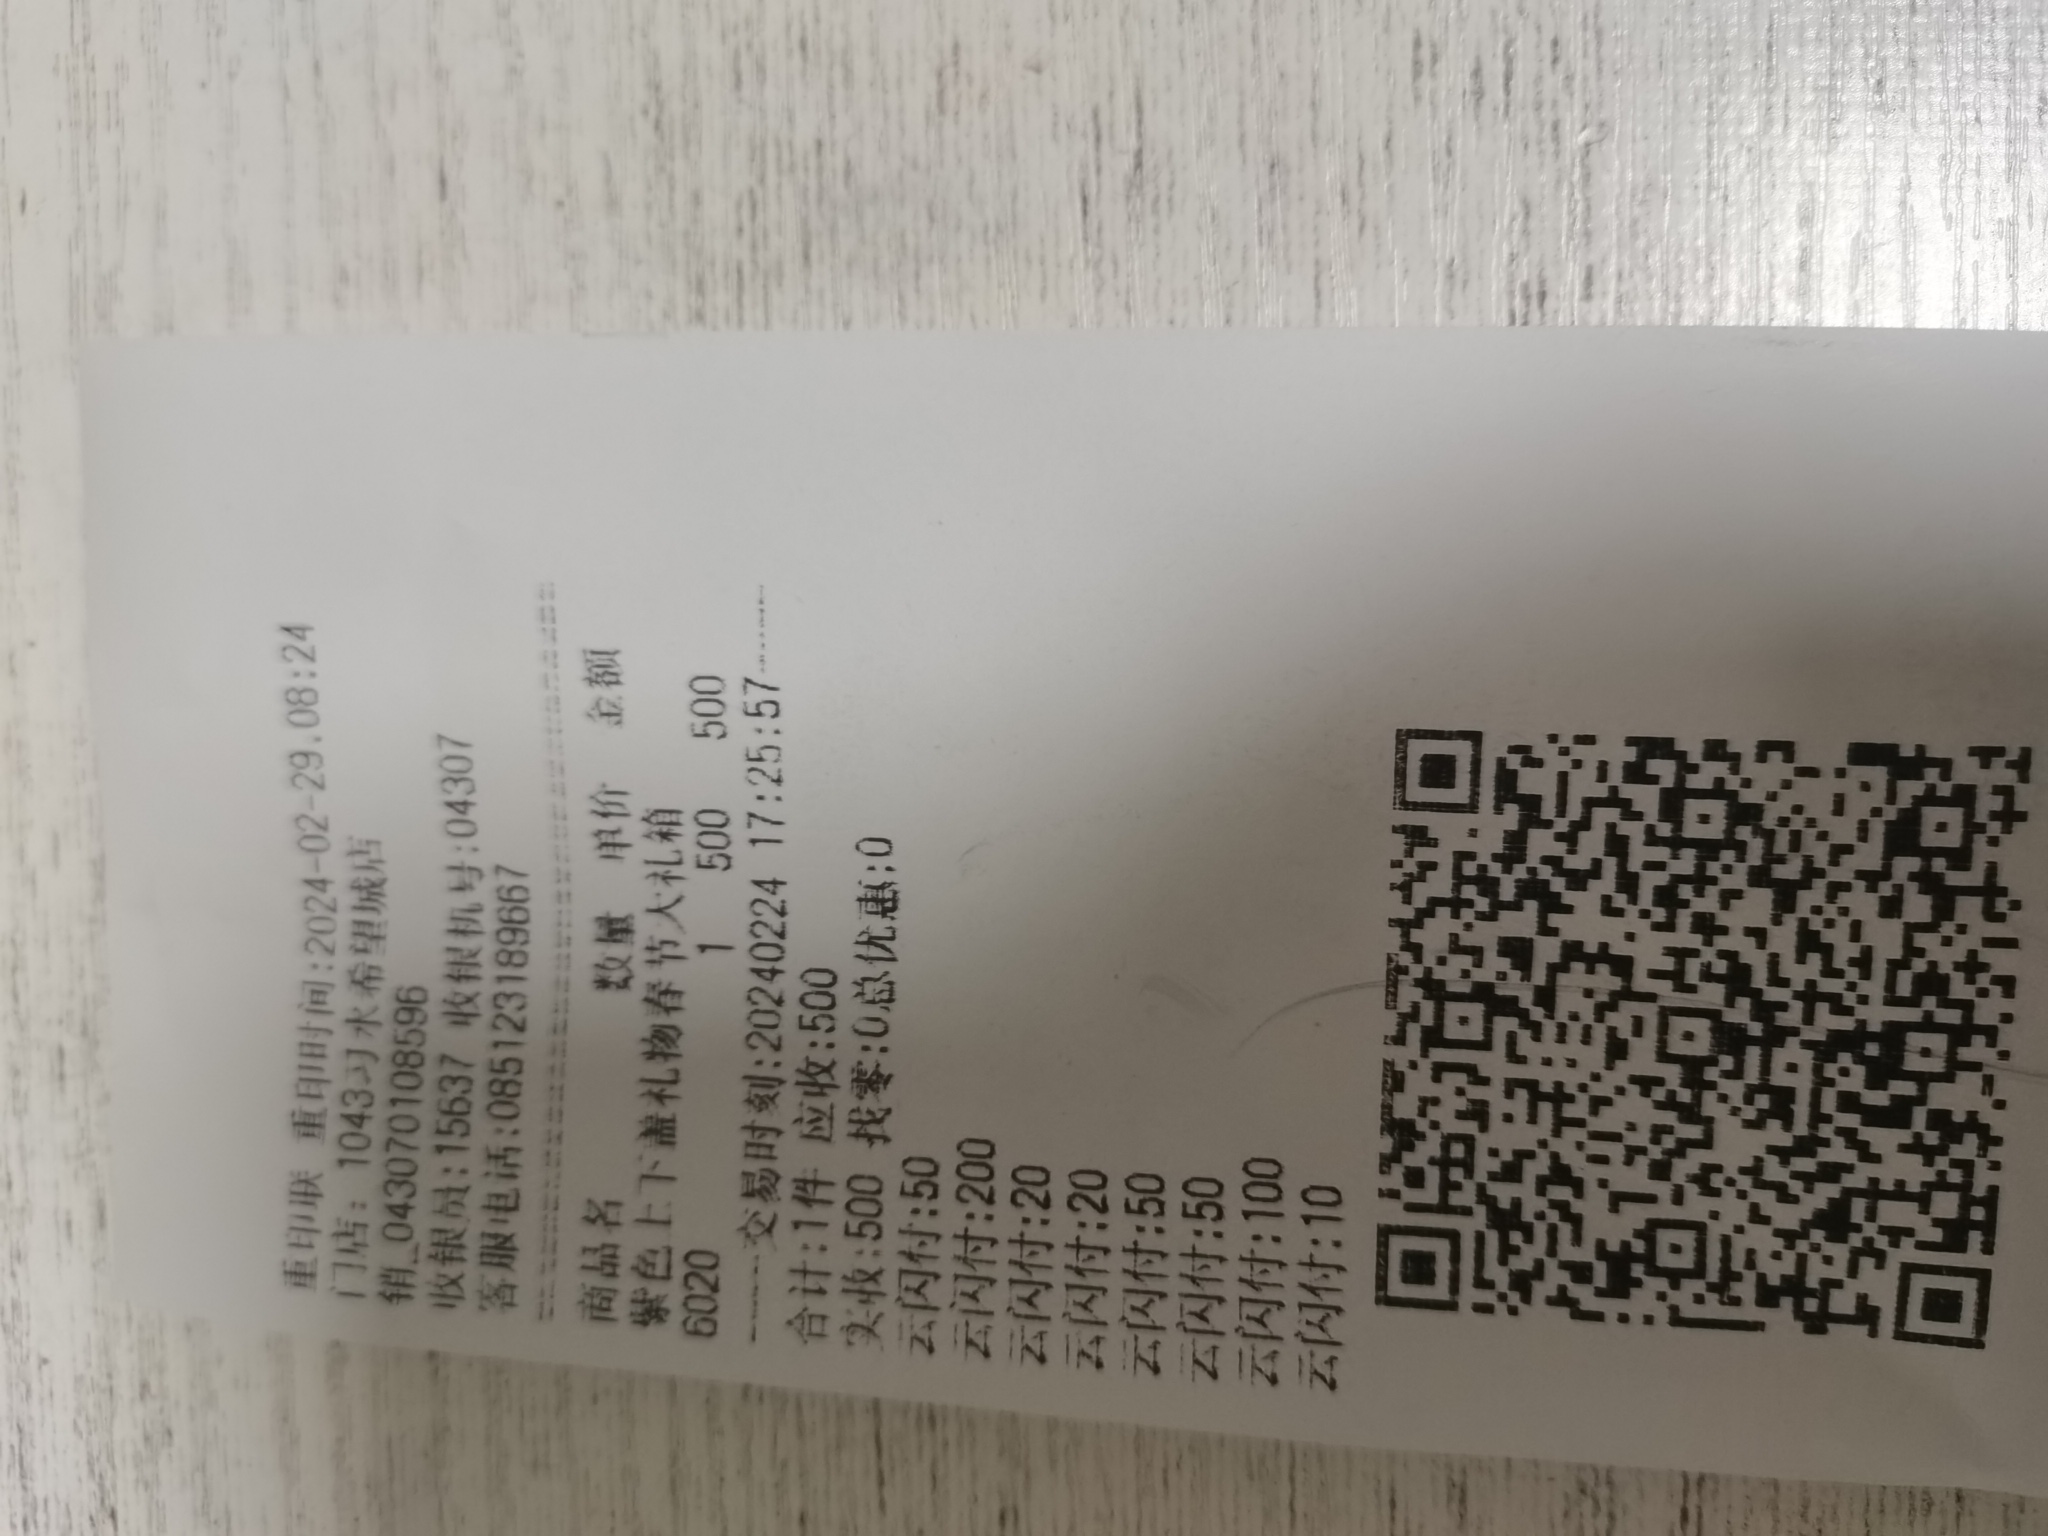 重印联 重印时间:2024-02-29.08:24
门店: 1043习水希望城店
销_0430701085​96
收银员:15637 收银机号:04307
客服电话:085123189667
商品名 数量 单价 金额
紫色上下盖礼物春节大礼箱
6020 1 500 500
------交易时刻:20240224 17:25:57------
合计:1件 应收:500
实收:500 找零:0总优惠:0
云闪付:50
云闪付:200
云闪付:20
云闪付:20
云闪付:50
云闪付:50
云闪付:100
云闪付:10